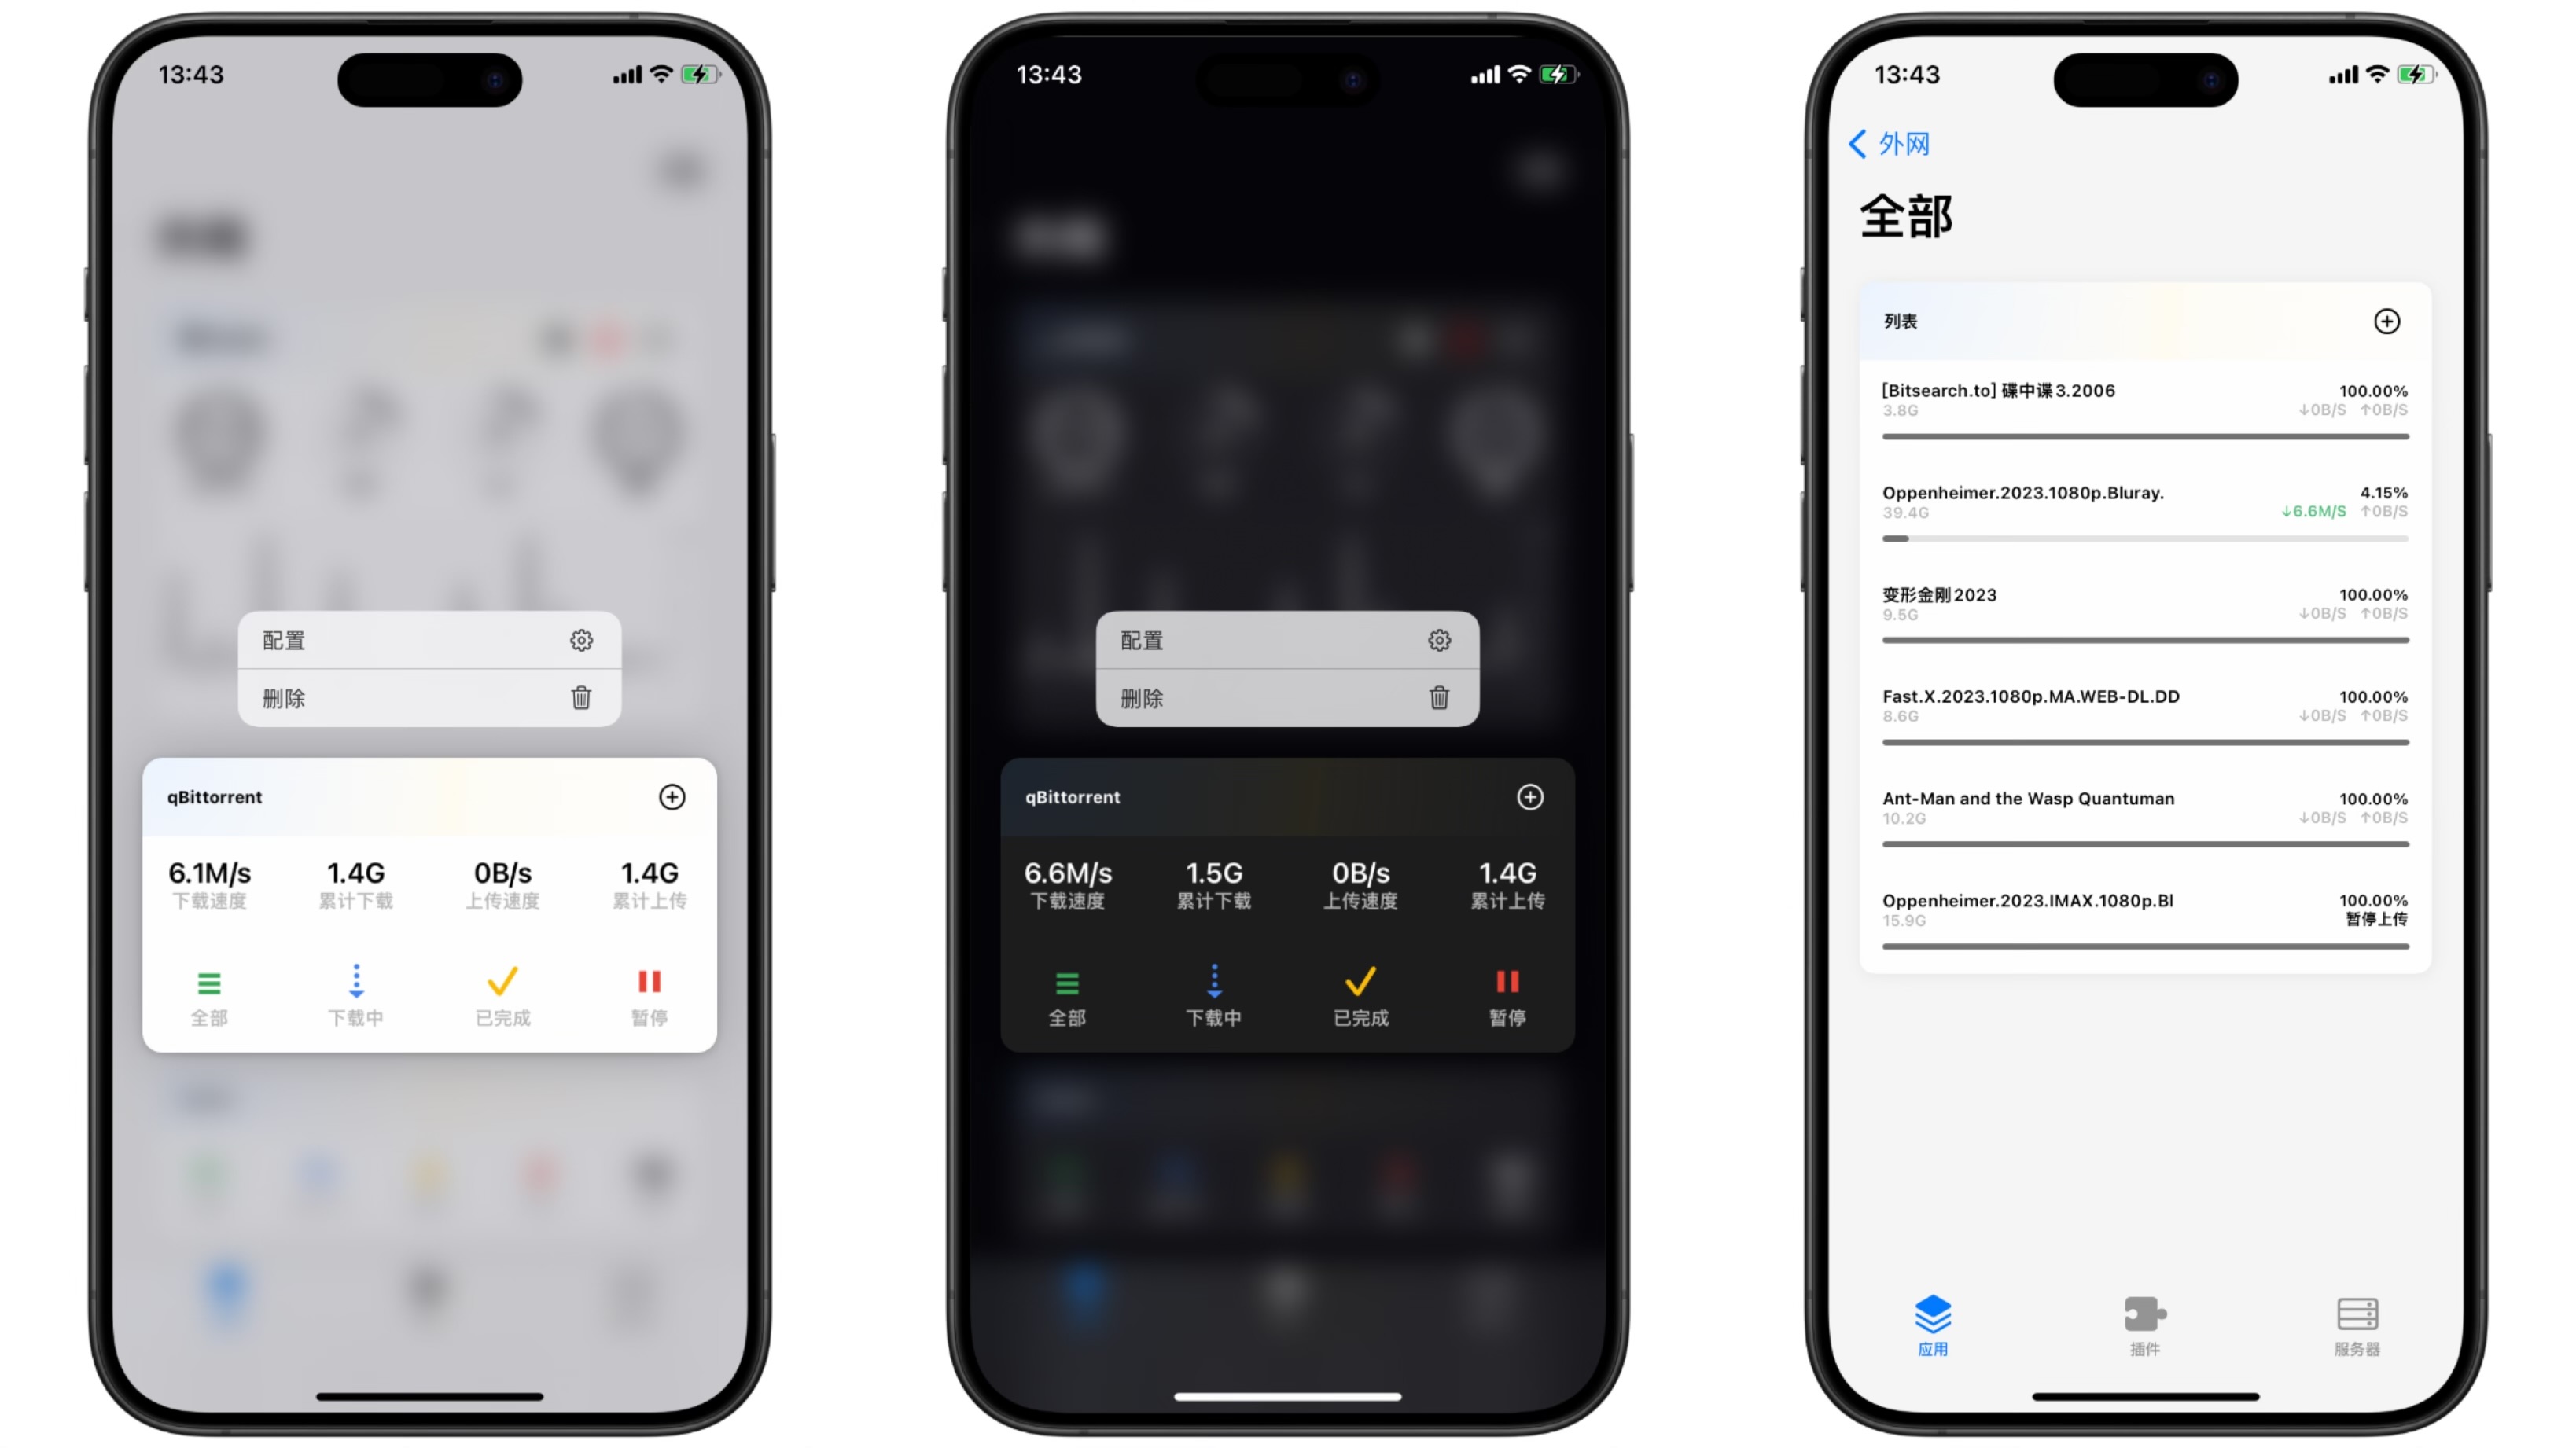 13:43
配置
删除
qBittorrent
6.1M/s 1.4G 0B/s 1.4G
下载速度 累计下载 上传速度 累计上传
全部 下载中 已完成 暂停
13:43
配置
删除
qBittorrent
6.6M/s 1.5G 0B/s 1.4G
下载速度 累计下载 上传速度 累计上传
全部 下载中 已完成 暂停
13:43
外网
全部
列表
[Bitsearch.to] 碟中谍3.2006 100.00%
3.8G ↓0B/S ↑0B/S
Oppenheimer.2023.1080p.Bluray. 4.15%
39.4G ↓6.6M/S ↑0B/S
变形金刚2023 100.00%
9.5G ↓0B/S ↑0B/S
Fast.X.2023.1080p.MA.WEB-DL.DD 100.00%
8.6G ↓0B/S ↑0B/S
Ant-Man and the Wasp Quantuman 100.00%
10.2G ↓0B/S ↑0B/S
Oppenheimer.2023.IMAX.1080p.Bl 100.00%
15.9G 暂停上传
应用 插件 服务器